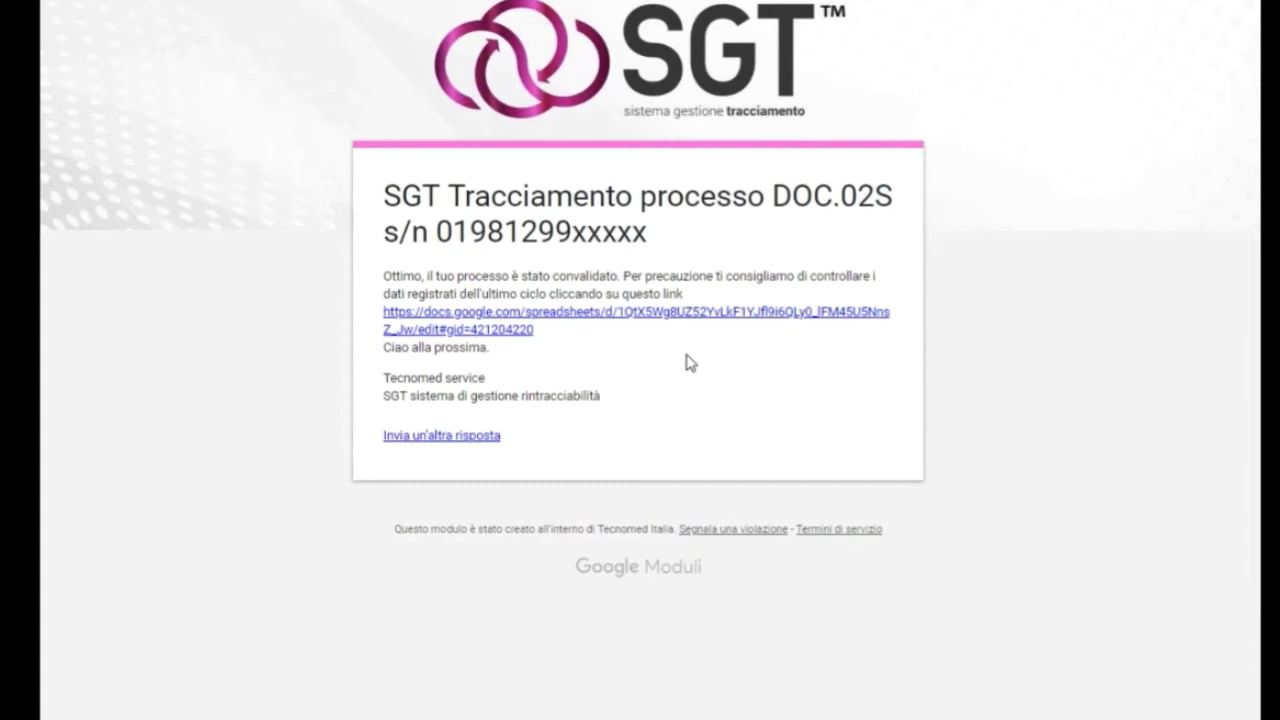 SGT™
sistema gestione tracciamento
SGT Tracciamento processo DOC.02S
s/n 01981299xxxxx
Ottimo, il tuo processo è stato convalidato. Per precauzione ti consigliamo di controllare i
dati registrati dell'ultimo ciclo cliccando su questo link
https://docs.google.com/spreadsheets/d/1QtX5Wg8UZ52YvLkF1YJfl9i6QLy0_lFM45U5Nns
Z_Jw/edit#gid=421204220
Ciao alla prossima.
Tecnomed service
SGT sistema di gestione rintracciabilità
Invia un'altra risposta
Questo modulo è stato creato all'interno di Tecnomed Italia. Segnala una violazione - Termini di servizio
Google Moduli